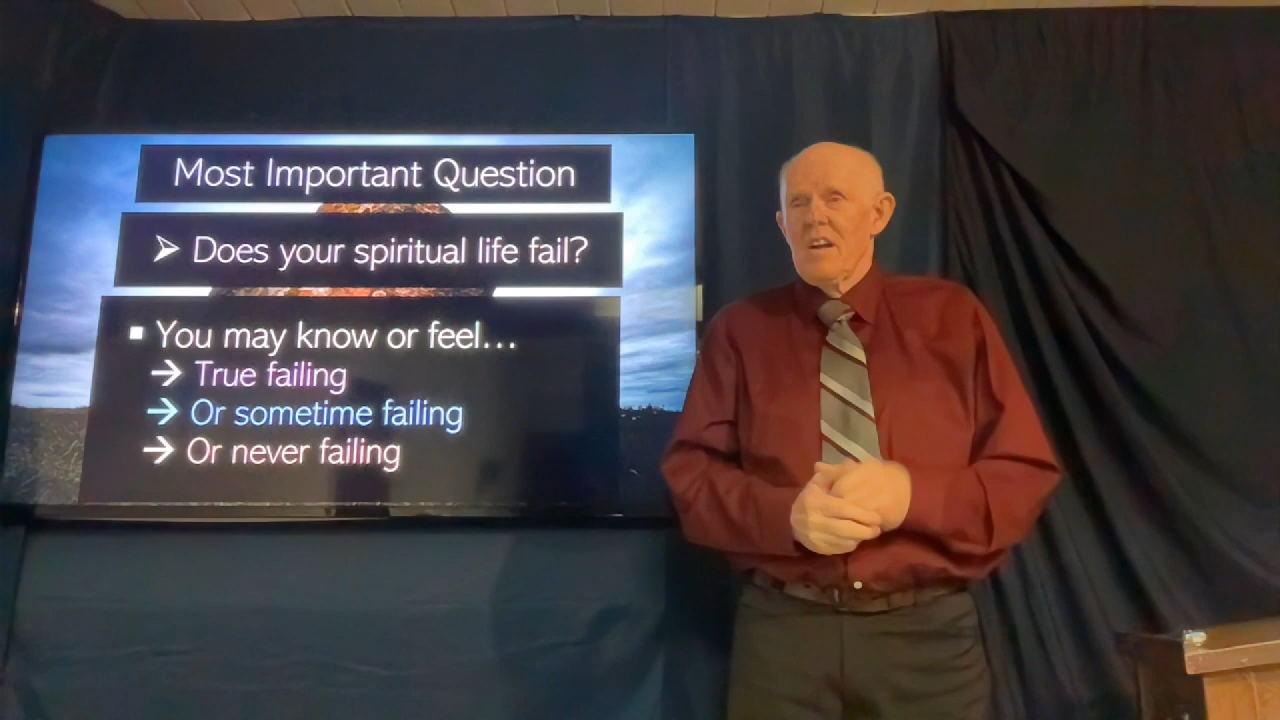 Most Important Question
➢ Does your spiritual life fail?
▪ You may know or feel…
→ True failing
→ Or sometime failing
→ Or never failing